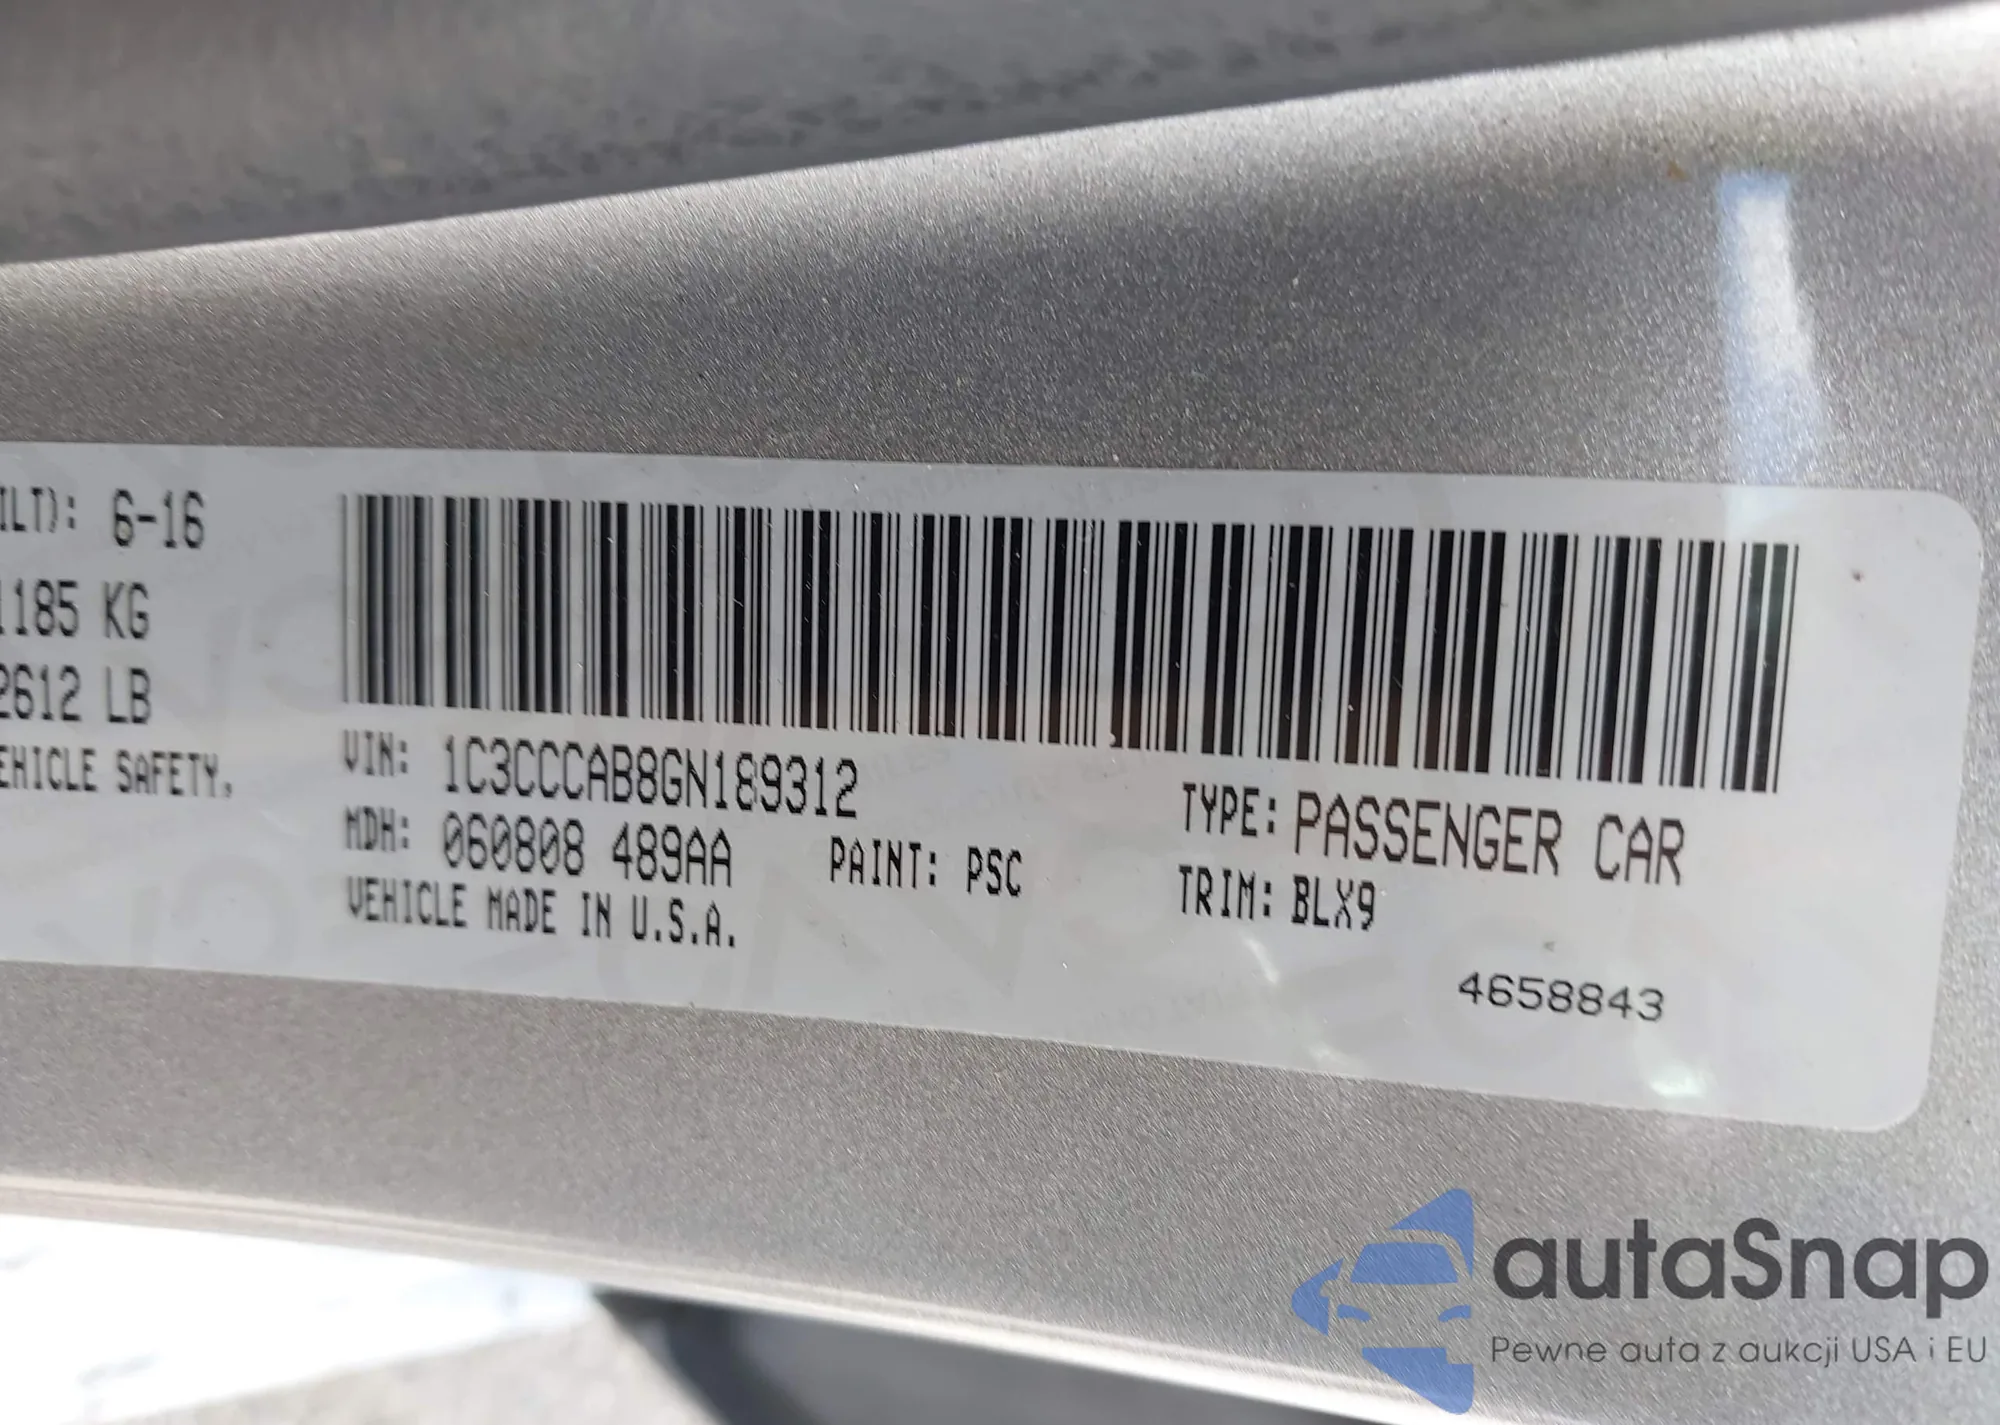 ILT): 6-16
1185 KG
2612 LB
EHICLE SAFETY,
VIN: 1C3CCCAB8GN189312
MDH: 060808 489AA PAINT: PSC
VEHICLE MADE IN U.S.A.
TYPE: PASSENGER CAR
TRIM: BLX9
4658843
autaSnap
Pewne auta z aukcji USA i EU